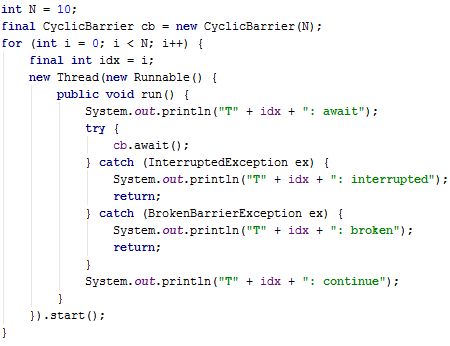 int N = 10;
final CyclicBarrier cb = new CyclicBarrier(N);
for (int i = 0; i < N; i++) {
    final int idx = i;
    new Thread(new Runnable() {
        public void run() {
            System.out.println("T" + idx + ": await");
            try {
                cb.await();
            } catch (InterruptedException ex) {
                System.out.println("T" + idx + ": interrupted");
                return;
            } catch (BrokenBarrierException ex) {
                System.out.println("T" + idx + ": broken");
                return;
            }
            System.out.println("T" + idx + ": continue");
        }
    }).start();
}